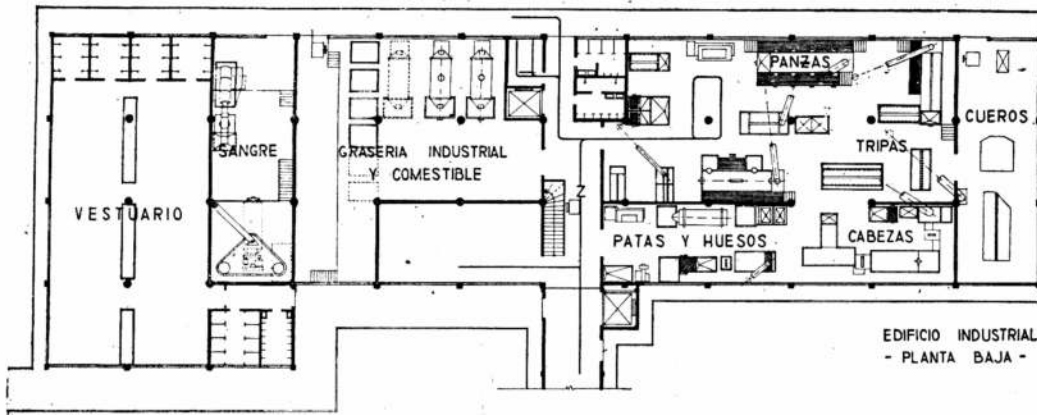 PANZAS
CUEROS
SANGRE
GRASERIA INDUSTRIAL
Y COMESTIBLE
TRIPAS
VESTUARIO
Z
PATAS Y HUESOS
CABEZAS
EDIFICIO INDUSTRIAL
- PLANTA BAJA -